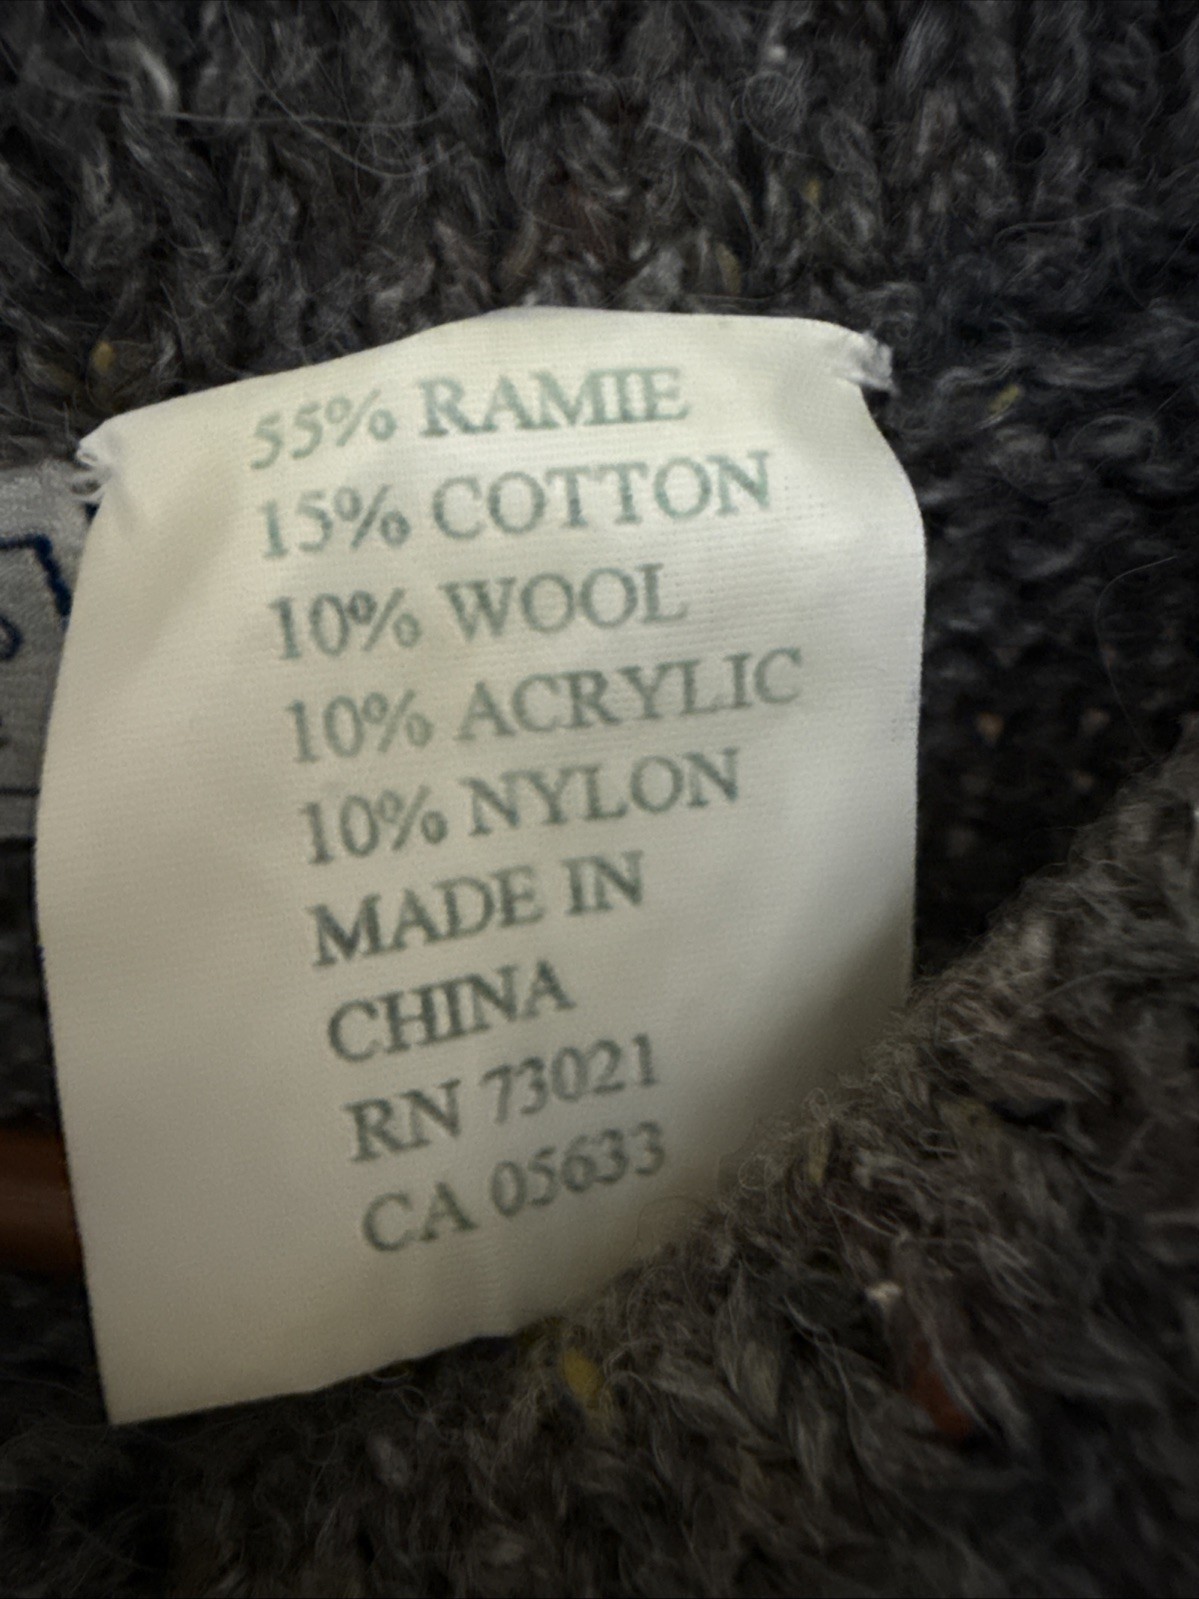 55% RAMIE
15% COTTON
10% WOOL
10% ACRYLIC
10% NYLON
MADE IN
CHINA
RN 73021
CA 05633